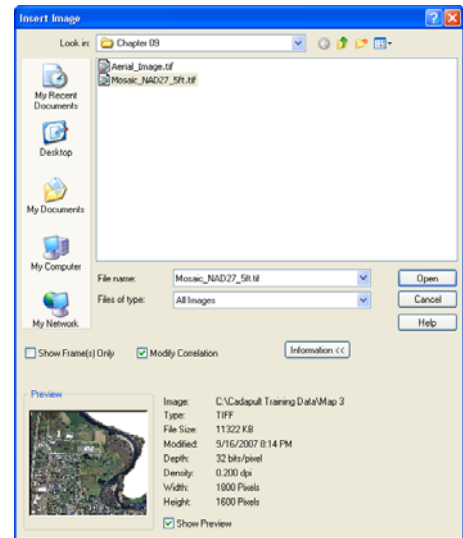 Insert Image
Look in:
Chapter 09
Aerial_Image.tif
Mosaic_NAD27_5ft.tif
My Recent
Documents
Desktop
My Documents
My Computer
My Network
File name:
Mosaic_NAD27_5ft.tif
Open
Files of type:
All Images
Cancel
Help
Show Frame(s) Only
Modify Correlation
Information <<
Preview
Image: C:\Cadapult Training Data\Map 3
Type: TIFF
File Size: 11322 KB
Modified: 9/16/2007 8:14 PM
Depth: 32 bits/pixel
Density: 0.200 dpi
Width: 1800 Pixels
Height: 1600 Pixels
Show Preview